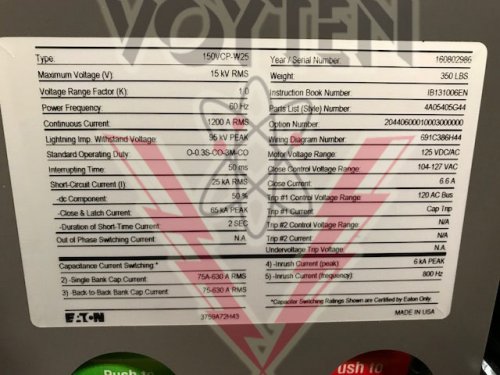 VOYTEN
Type: 150VCP-W25
Maximum Voltage (V): 15 kV RMS
Voltage Range Factor (K): 1.0
Power Frequency: 60 Hz
Continuous Current: 1200 A RMS
Lightning Imp. Withstand Voltage: 95 kV PEAK
Standard Operating Duty: O-0.3S-CO-3M-CO
Interrupting Time: 50 ms
Short-Circuit Current (I): 25 kA RMS
-dc Component: 50 %
-Close & Latch Current: 65 kA PEAK
-Duration of Short-Time Current: 2 SEC
Out of Phase Switching Current: N.A
Capacitance Current Switching:*
2) -Single Bank Cap Current: 75A-630 A RMS
3) -Back-to-Back Bank Cap Current: 75-630 A RMS
EATON
3759A72H43
Year / Serial Number: 160802986
Weight: 350 LBS
Instruction Book Number: IB131006EN
Parts List (Style) Number: 4A05405G44
Option Number: 20440600010003000000
Wiring Diagram Number: 691C386H44
Motor Voltage Range: 125 VDC/AC
Close Control Voltage Range: 104-127 VAC
Close Current: 6.6 A
Trip #1 Control Voltage Range: 120 AC Bus
Trip #1 Current: Cap Trip
Trip #2 Control Voltage Range: N/A
Trip #2 Current: N/A
Undervoltage Trip Voltage: N.A
4) -Inrush Current (peak) 6 kA PEAK
5) -Inrush Current (frequency): 800 Hz
*Capacitor Switching Ratings Shown are Certified by Eaton Only.
MADE IN USA
Push to
ush to